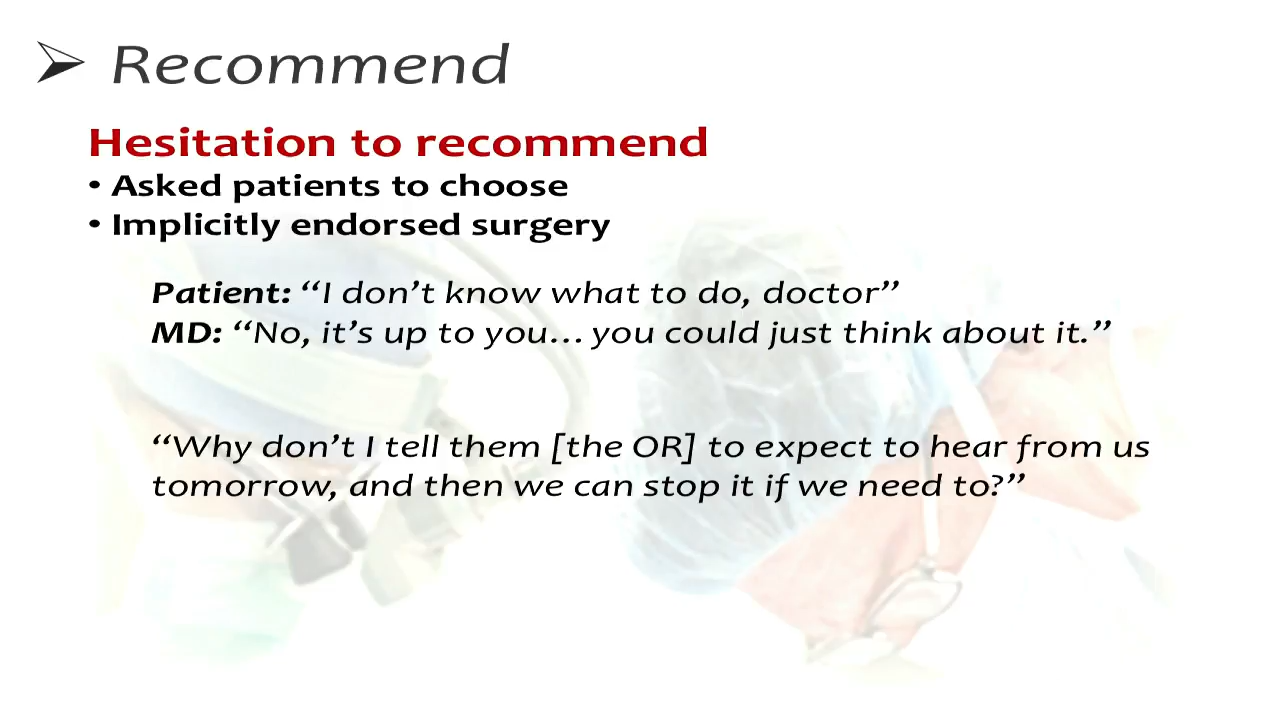 ➢ Recommend
Hesitation to recommend
• Asked patients to choose
• Implicitly endorsed surgery
Patient: “I don’t know what to do, doctor”
MD: “No, it’s up to you… you could just think about it.”
“Why don’t I tell them [the OR] to expect to hear from us
tomorrow, and then we can stop it if we need to?”